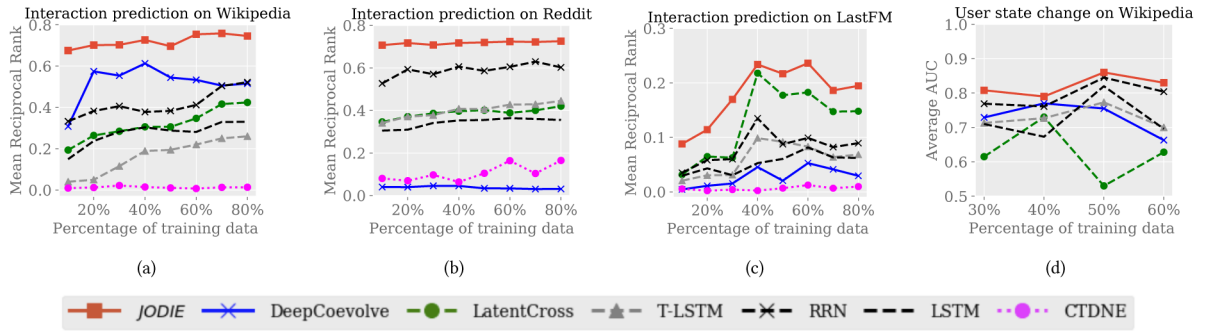 Interaction prediction on Wikipedia
Mean Reciprocal Rank
0.8
0.6
0.4
0.2
0.0
20% 40% 60% 80%
Percentage of training data
(a)
Interaction prediction on Reddit
Mean Reciprocal Rank
0.8
0.6
0.4
0.2
0.0
20% 40% 60% 80%
Percentage of training data
(b)
Interaction prediction on LastFM
Mean Reciprocal Rank
0.3
0.2
0.1
0.0
20% 40% 60% 80%
Percentage of training data
(c)
User state change on Wikipedia
Average AUC
1.0
0.9
0.8
0.7
0.6
0.5
30% 40% 50% 60%
Percentage of training data
(d)
JODIE DeepCoevolve LatentCross T-LSTM RRN LSTM CTDNE